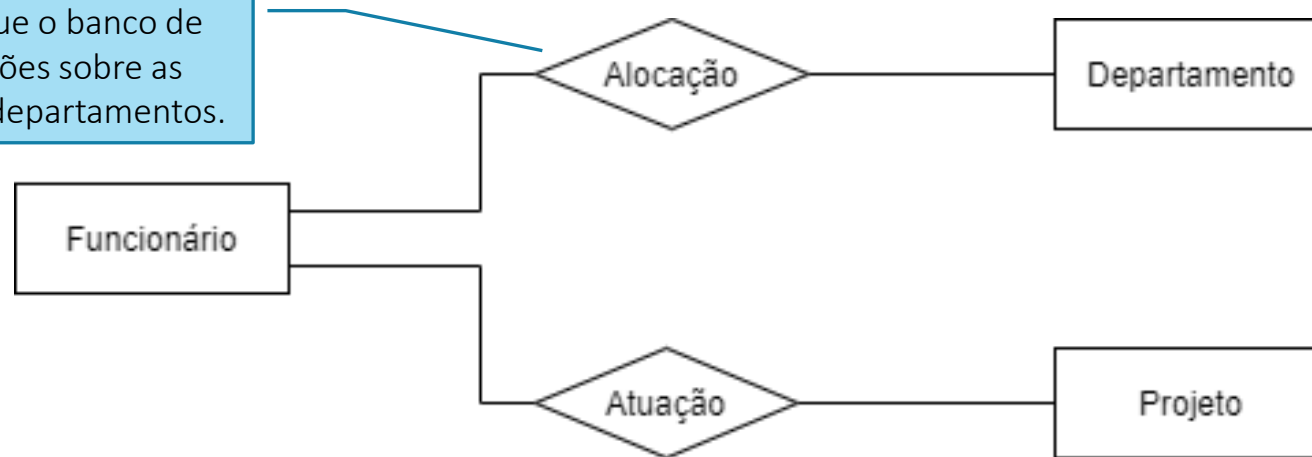 ue o banco de
ões sobre as
departamentos.
Alocação
Departamento
Funcionário
Atuação
Projeto